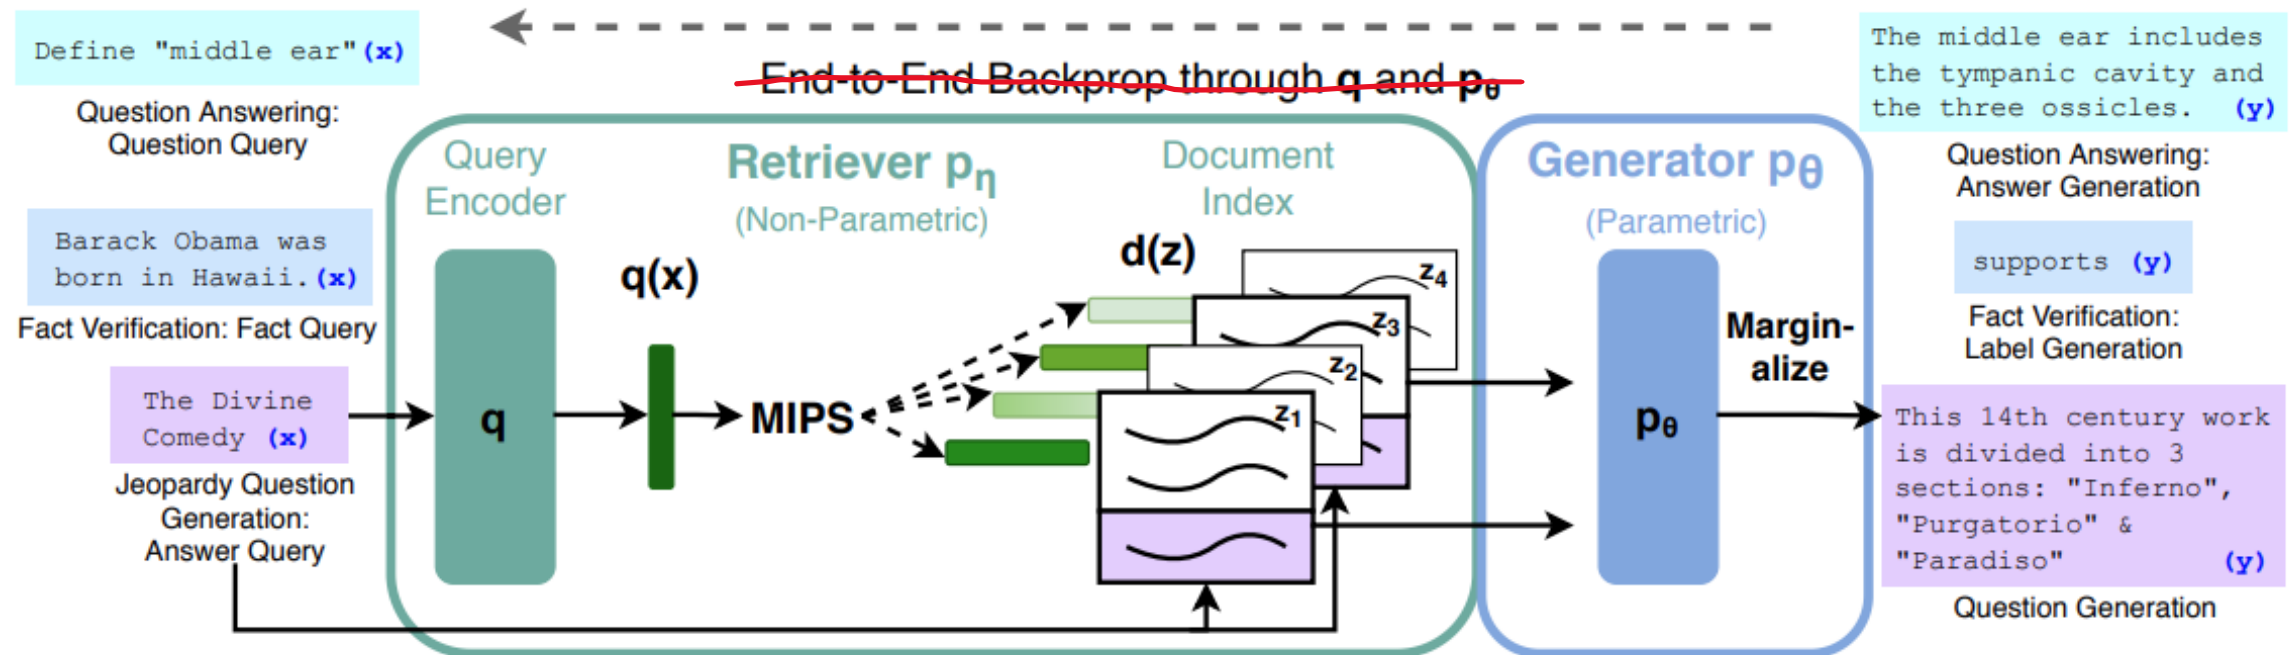 Define "middle ear"(x)
Question Answering:
Question Query
Barack Obama was
born in Hawaii.(x)
Fact Verification: Fact Query
The Divine
Comedy (x)
Jeopardy Question
Generation:
Answer Query
End-to-End Backprop through q and pθ
Query
Encoder
Retriever pη
(Non-Parametric)
Document
Index
q
q(x)
MIPS
d(z)
z4
z3
z2
z1
Generator pθ
(Parametric)
pθ
Margin-
alize
The middle ear includes
the tympanic cavity and
the three ossicles. (y)
Question Answering:
Answer Generation
supports (y)
Fact Verification:
Label Generation
This 14th century work
is divided into 3
sections: "Inferno",
"Purgatorio" &
"Paradiso" (y)
Question Generation